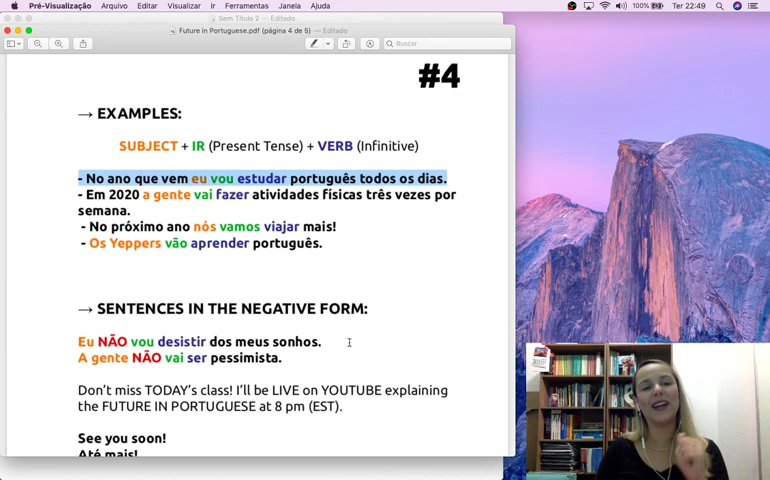 Pré-Visualização Arquivo Editar Visualizar Ir Ferramentas Janela Ajuda 100% Ter 22:49
Sem Título 2 — Editado
Future in Portuguese.pdf (página 4 de 5) — Editado
Buscar
#4
→ EXAMPLES:
SUBJECT + IR (Present Tense) + VERB (Infinitive)
- No ano que vem eu vou estudar português todos os dias.
- Em 2020 a gente vai fazer atividades físicas três vezes por
semana.
- No próximo ano nós vamos viajar mais!
- Os Yeppers vão aprender português.
→ SENTENCES IN THE NEGATIVE FORM:
Eu NÃO vou desistir dos meus sonhos.
A gente NÃO vai ser pessimista.
Don't miss TODAY's class! I'll be LIVE on YOUTUBE explaining
the FUTURE IN PORTUGUESE at 8 pm (EST).
See you soon!
Até mais!